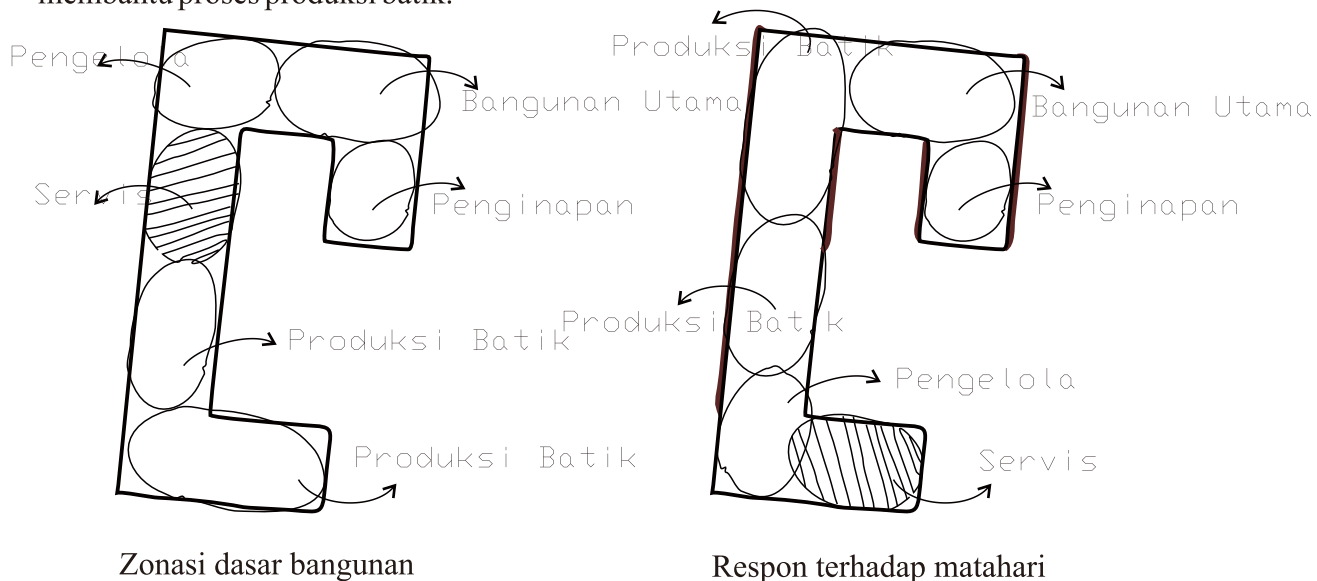 membantu proses produksi batik.
Pengelola
Bangunan Utama
Servis
Penginapan
Produksi Batik
Produksi Batik
Zonasi dasar bangunan
Produksi Batik
Bangunan Utama
Penginapan
Produksi Batik
Pengelola
Servis
Respon terhadap matahari